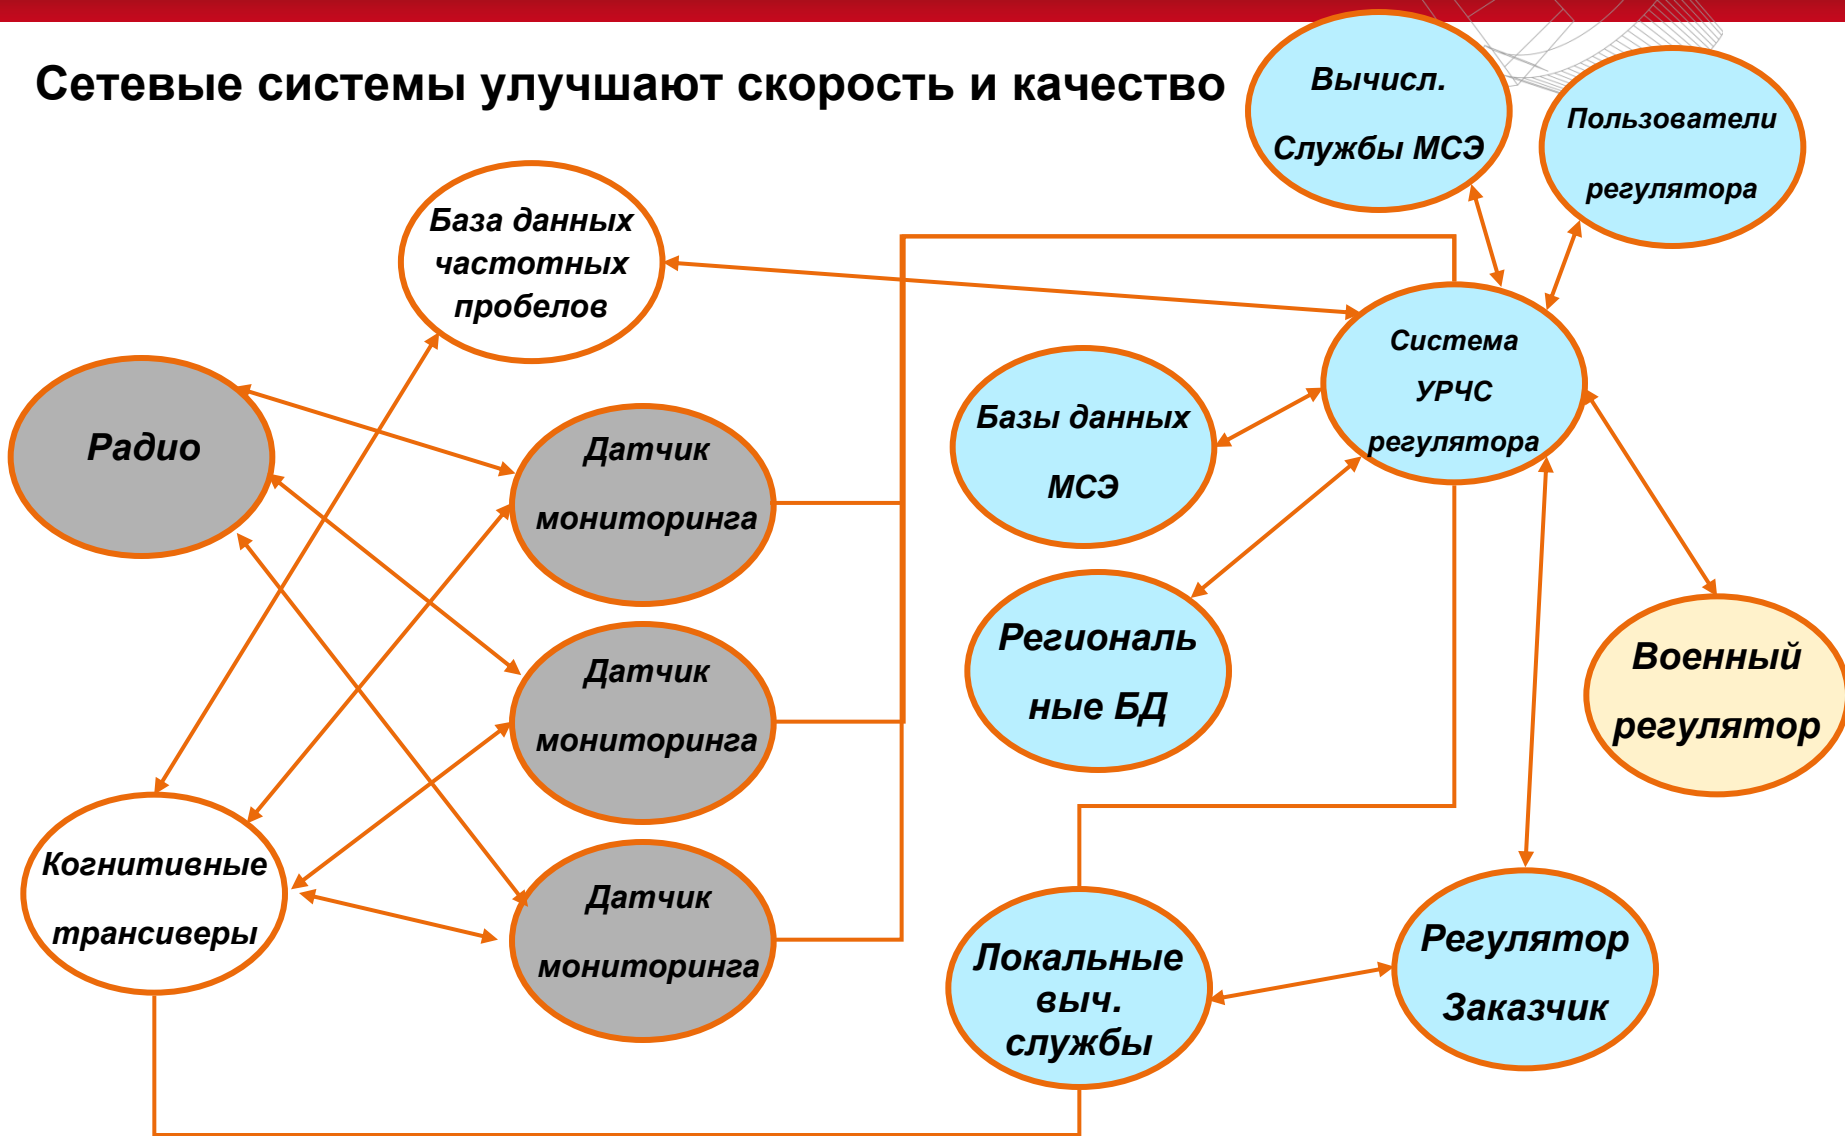 Сетевые системы улучшают скорость и качество
Вычисл.
Службы МСЭ
Пользователи
регулятора
База данных
частотных
пробелов
Система
УРЧС
регулятора
Радио
Датчик
мониторинга
Базы данных
МСЭ
Датчик
мониторинга
Региональ
ные БД
Военный
регулятор
Когнитивные
трансиверы
Датчик
мониторинга
Локальные
выч.
службы
Регулятор
Заказчик